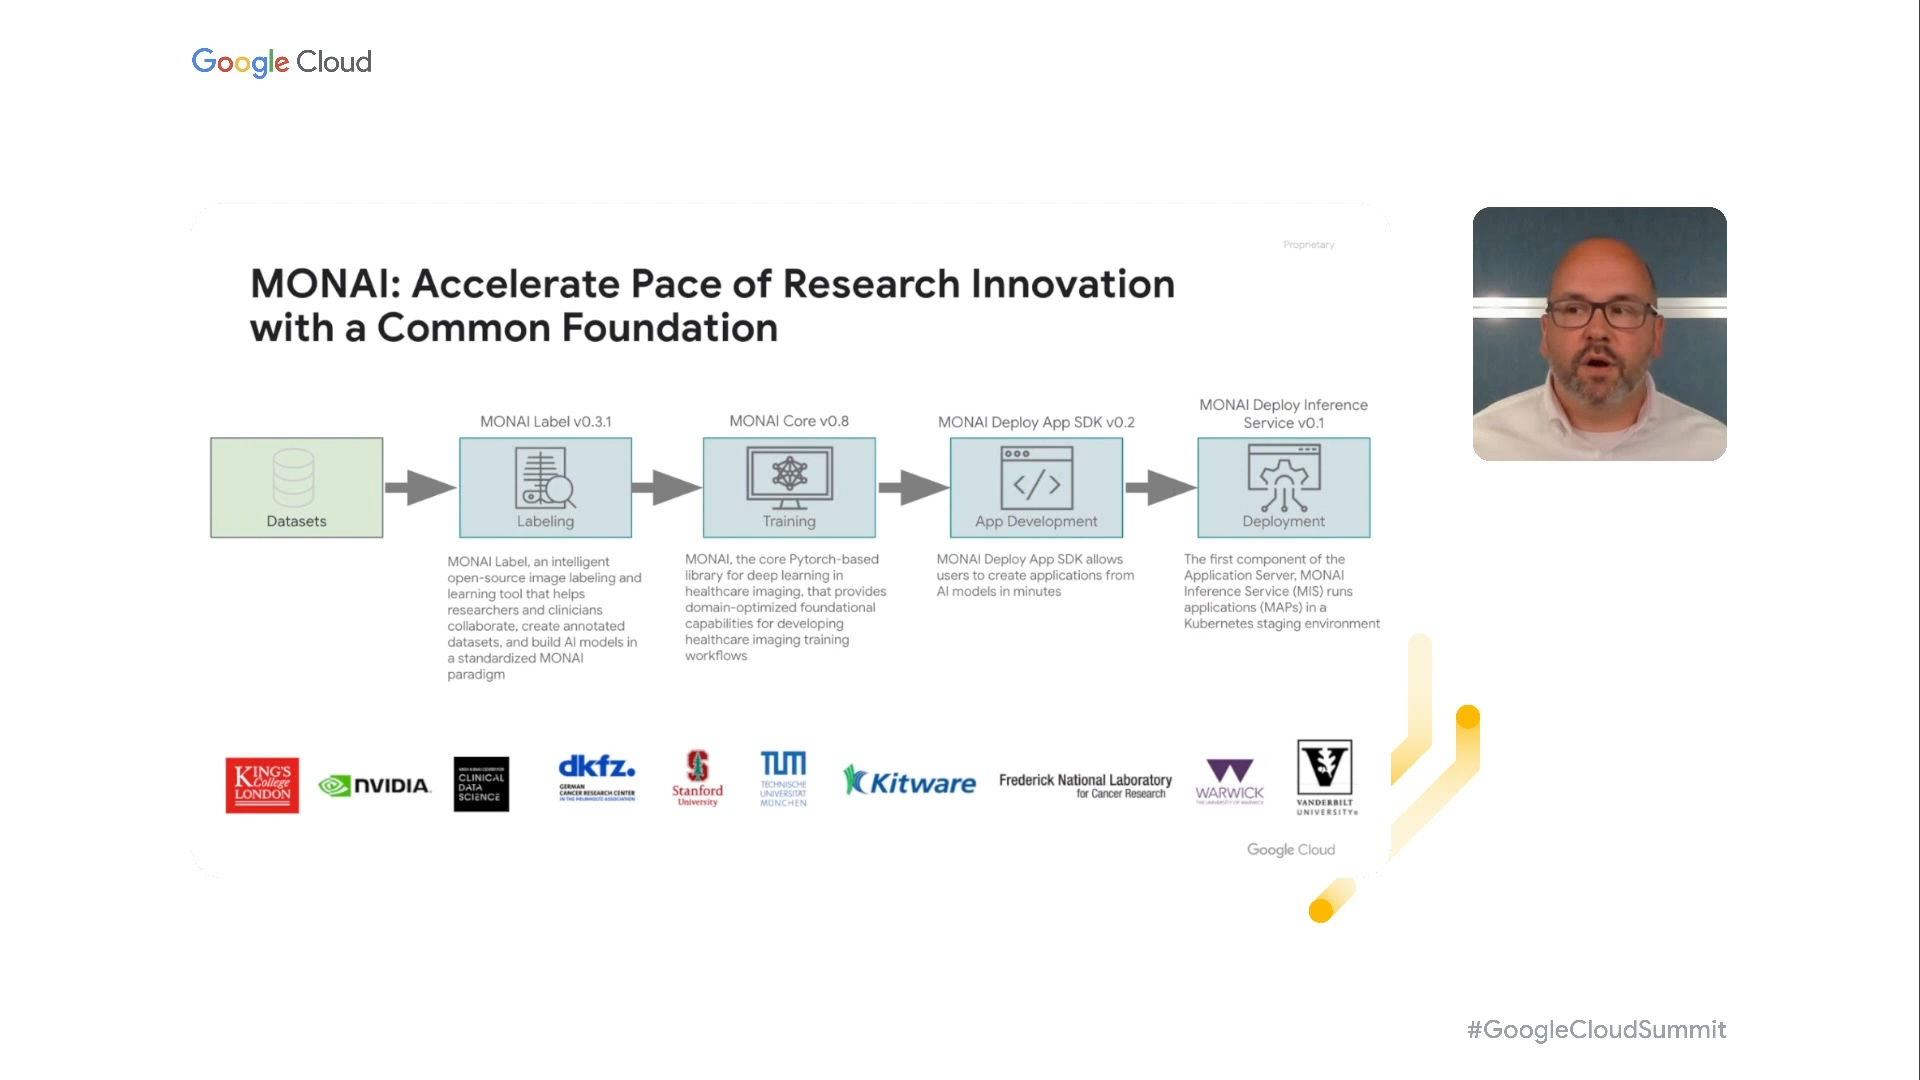 Google Cloud
Proprietary
MONAI: Accelerate Pace of Research Innovation
with a Common Foundation
Datasets
MONAI Label v0.3.1
Labeling
MONAI Label, an intelligent
open-source image labeling and
learning tool that helps
researchers and clinicians
collaborate, create annotated
datasets, and build AI models in
a standardized MONAI
paradigm
MONAI Core v0.8
Training
MONAI, the core Pytorch-based
library for deep learning in
healthcare imaging, that provides
domain-optimized foundational
capabilities for developing
healthcare imaging training
workflows
MONAI Deploy App SDK v0.2
App Development
MONAI Deploy App SDK allows
users to create applications from
AI models in minutes
MONAI Deploy Inference
Service v0.1
Deployment
The first component of the
Application Server, MONAI
Inference Service (MIS) runs
applications (MAPs) in a
Kubernetes staging environment
KING'S
College
LONDON
NVIDIA.
CLINICAL
DATA
SCIENCE
dkfz.
GERMAN
CANCER RESEARCH CENTER
IN THE HELMHOLTZ ASSOCIATION
Stanford
University
TUM
TECHNISCHE
UNIVERSITÄT
MÜNCHEN
Kitware
Frederick National Laboratory
for Cancer Research
WARWICK
THE UNIVERSITY OF WARWICK
V
VANDERBILT
UNIVERSITY®
Google Cloud
#GoogleCloudSummit